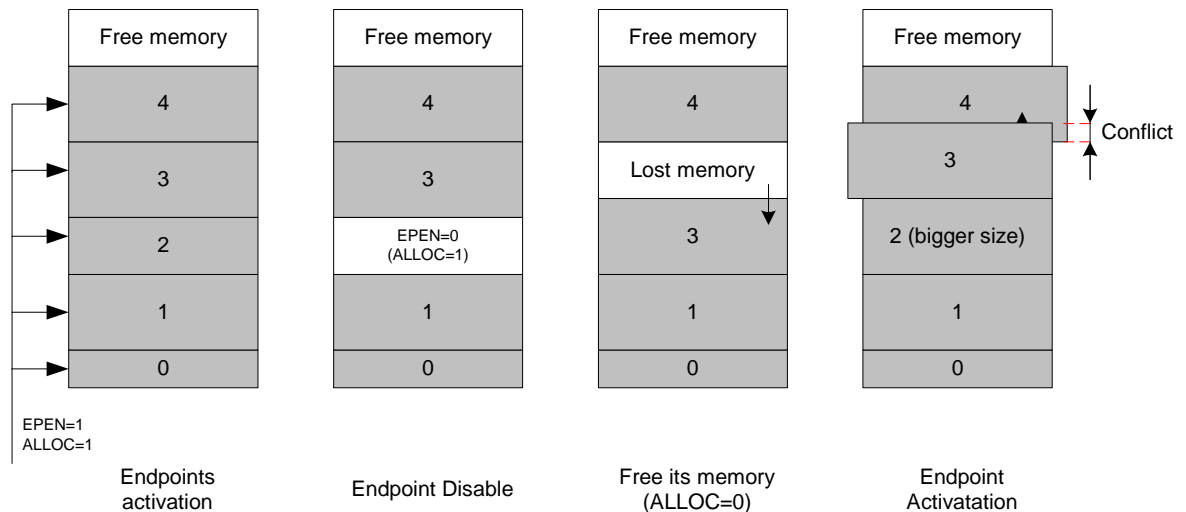 Free memory
4
3
2
1
0
EPEN=1
ALLOC=1
Endpoints
activation
Free memory
4
3
EPEN=0
(ALLOC=1)
1
0
Endpoint Disable
Free memory
4
Lost memory
3
1
0
Free its memory
(ALLOC=0)
Free memory
4
Conflict
3
2 (bigger size)
1
0
Endpoint
Activatation